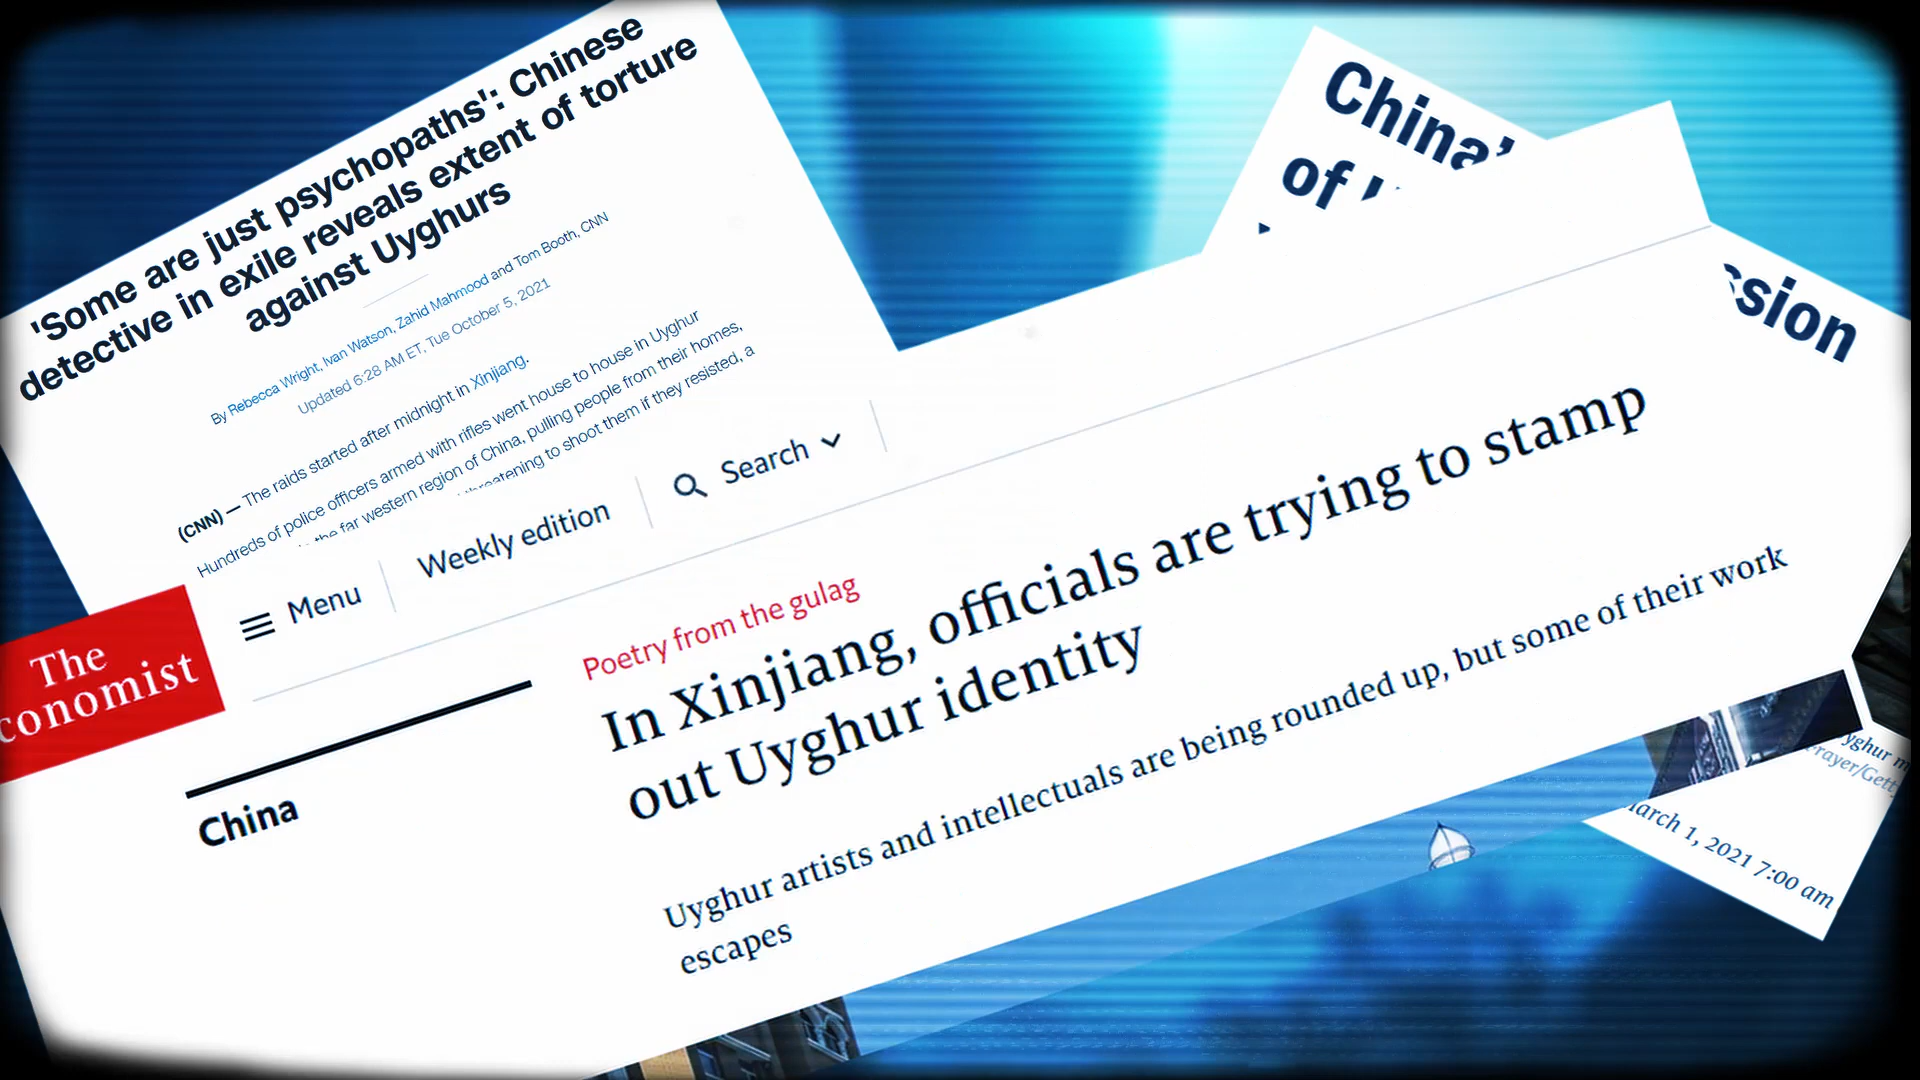 'Some are just psychopaths': Chinese
detective in exile reveals extent of torture
against Uyghurs
By Rebecca Wright, Ivan Watson, Zahid Mahmood and Tom Booth, CNN
Updated 6:28 AM ET, Tue October 5, 2021
(CNN) — The raids started after midnight in Xinjiang.
Hundreds of police officers armed with rifles went house to house in Uyghur
the far western region of China, pulling people from their homes,
threatening to shoot them if they resisted, a
China'
of
ssion
The
conomist
Menu
Weekly edition
Search
China
Poetry from the gulag
In Xinjiang, officials are trying to stamp
out Uyghur identity
Uyghur artists and intellectuals are being rounded up, but some of their work
escapes
yghur m
Frayer/Gett
March 1, 2021 7:00 am